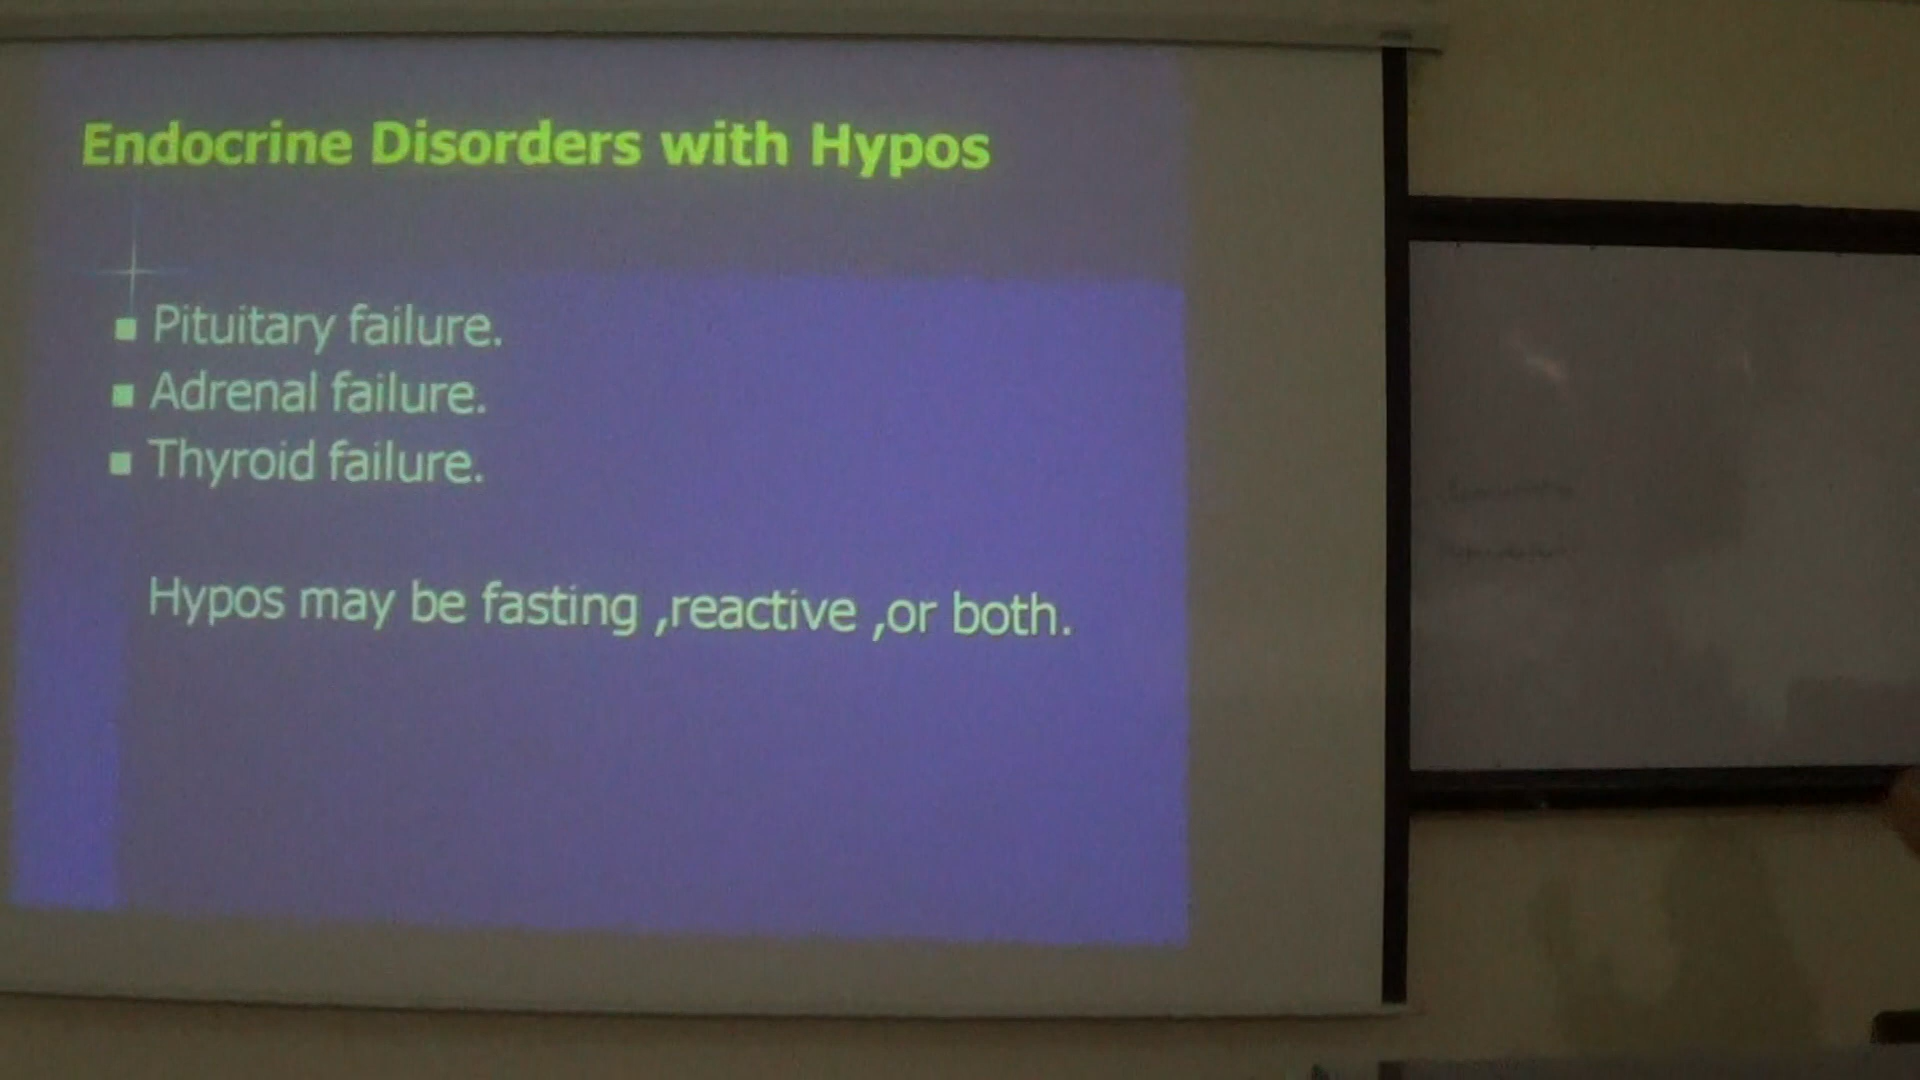 Endocrine Disorders with Hypos
▪ Pituitary failure.
▪ Adrenal failure.
▪ Thyroid failure.
Hypos may be fasting ,reactive ,or both.